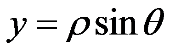 y = ρ sin θ